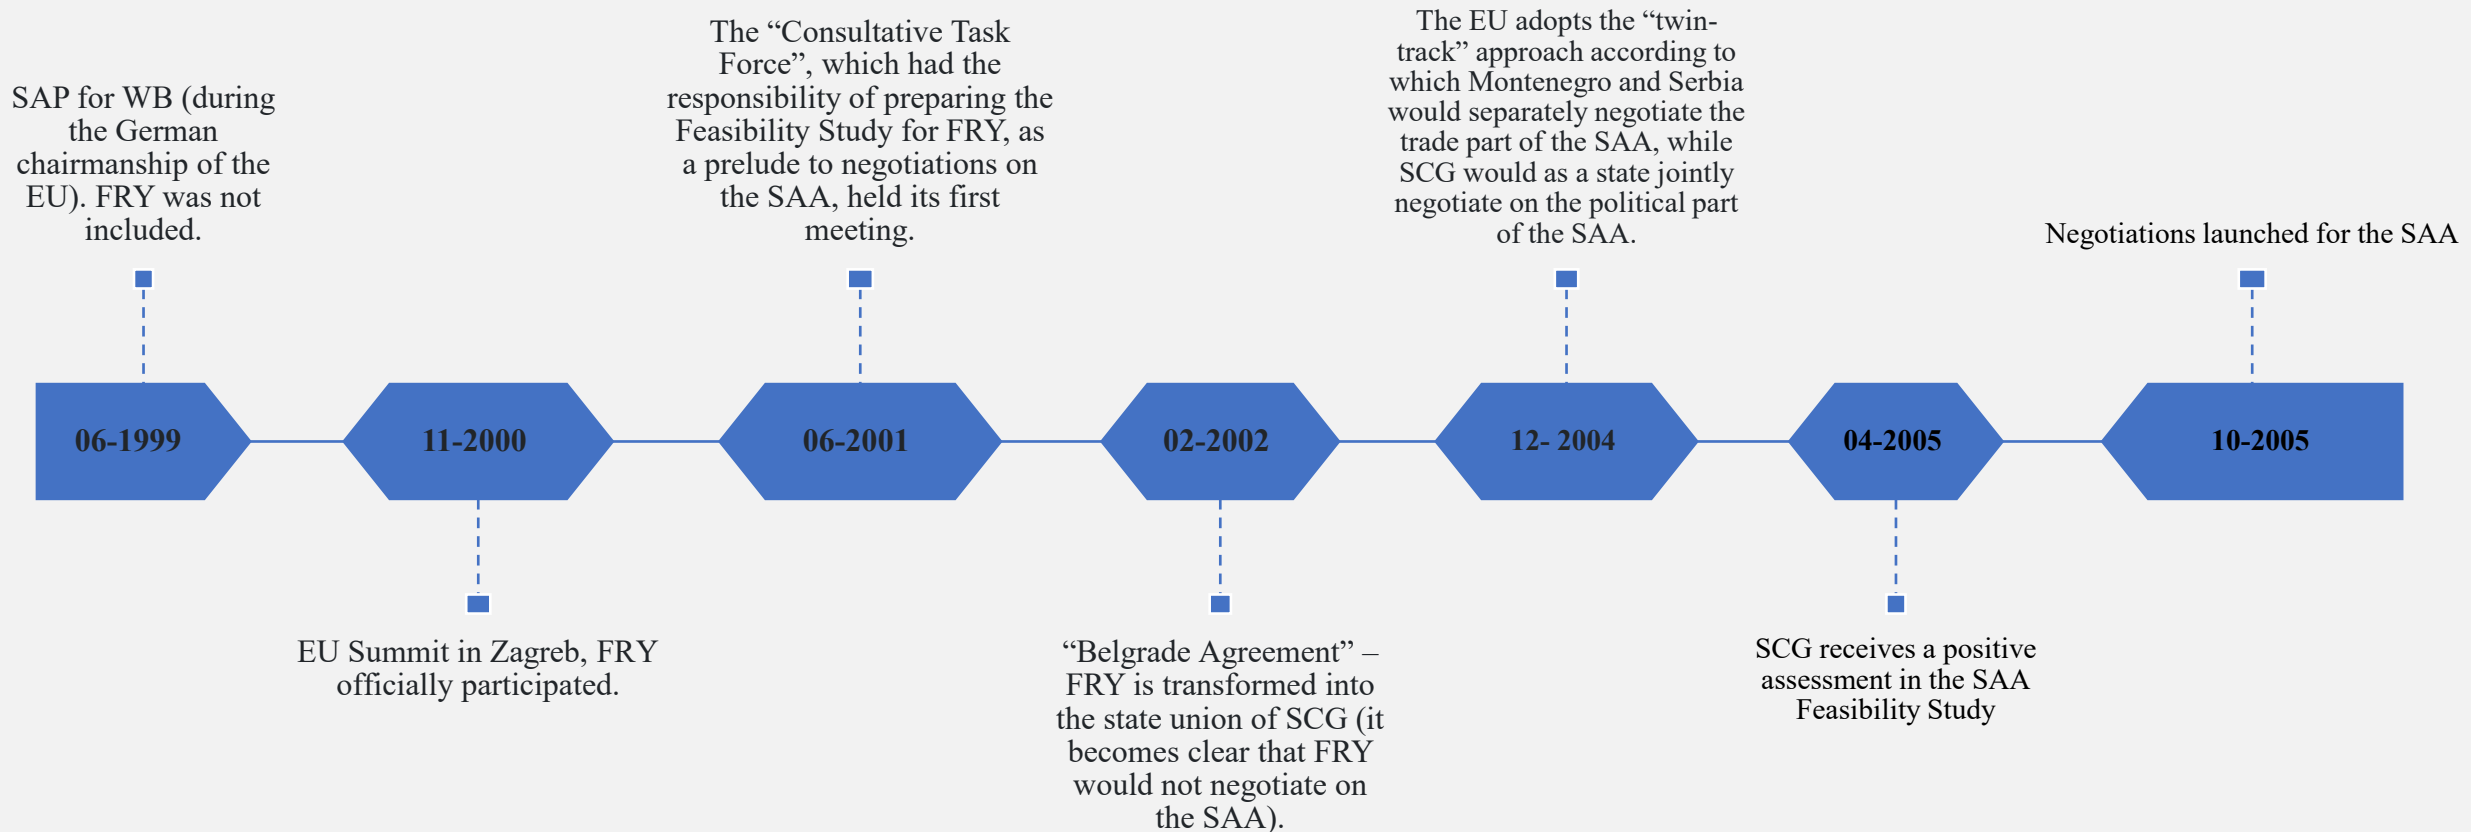 SAP for WB (during
the German
chairmanship of the
EU). FRY was not
included.
The “Consultative Task
Force”, which had the
responsibility of preparing the
Feasibility Study for FRY, as
a prelude to negotiations on
the SAA, held its first
meeting.
The EU adopts the “twin-
track” approach according to
which Montenegro and Serbia
would separately negotiate the
trade part of the SAA, while
SCG would as a state jointly
negotiate on the political part
of the SAA.
Negotiations launched for the SAA
06-1999
11-2000
06-2001
02-2002
12- 2004
04-2005
10-2005
EU Summit in Zagreb, FRY
officially participated.
“Belgrade Agreement” –
FRY is transformed into
the state union of SCG (it
becomes clear that FRY
would not negotiate on
the SAA).
SCG receives a positive
assessment in the SAA
Feasibility Study